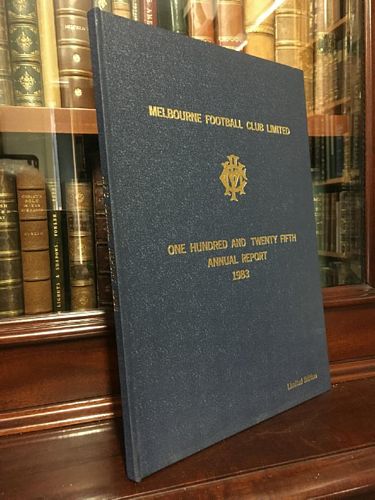 MELBOURNE FOOTBALL CLUB LIMITED
ONE HUNDRED AND TWENTY FIFTH
ANNUAL REPORT
1983
Limited Edition